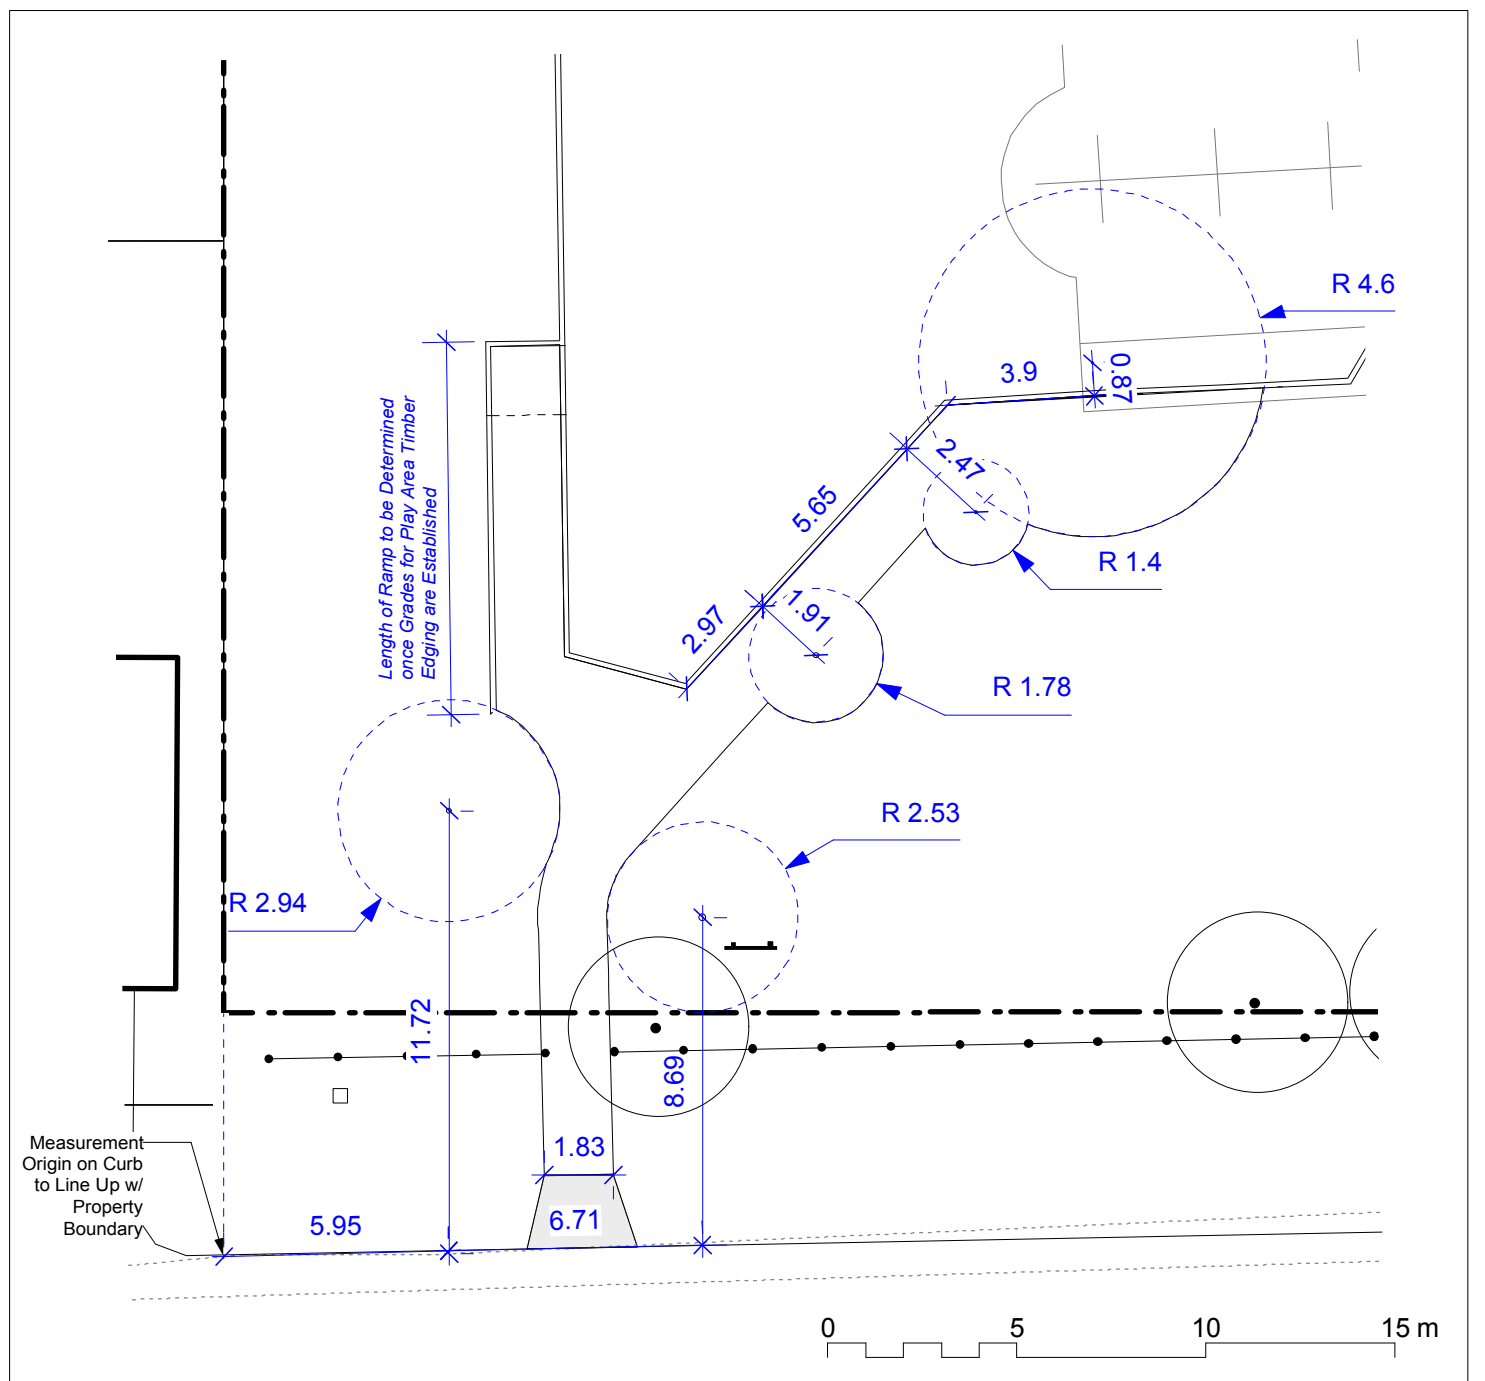 R 4.6
3.9
0.87
2.47
Length of Ramp to be Determined
once Grades for Play Area Timber
Edging are Established
5.65
R 1.4
1.91
2.97
R 1.78
R 2.53
R 2.94
11.72
8.69
Measurement
Origin on Curb
to Line Up w/
Property
Boundary
1.83
5.95
6.71
0 5 10 15 m